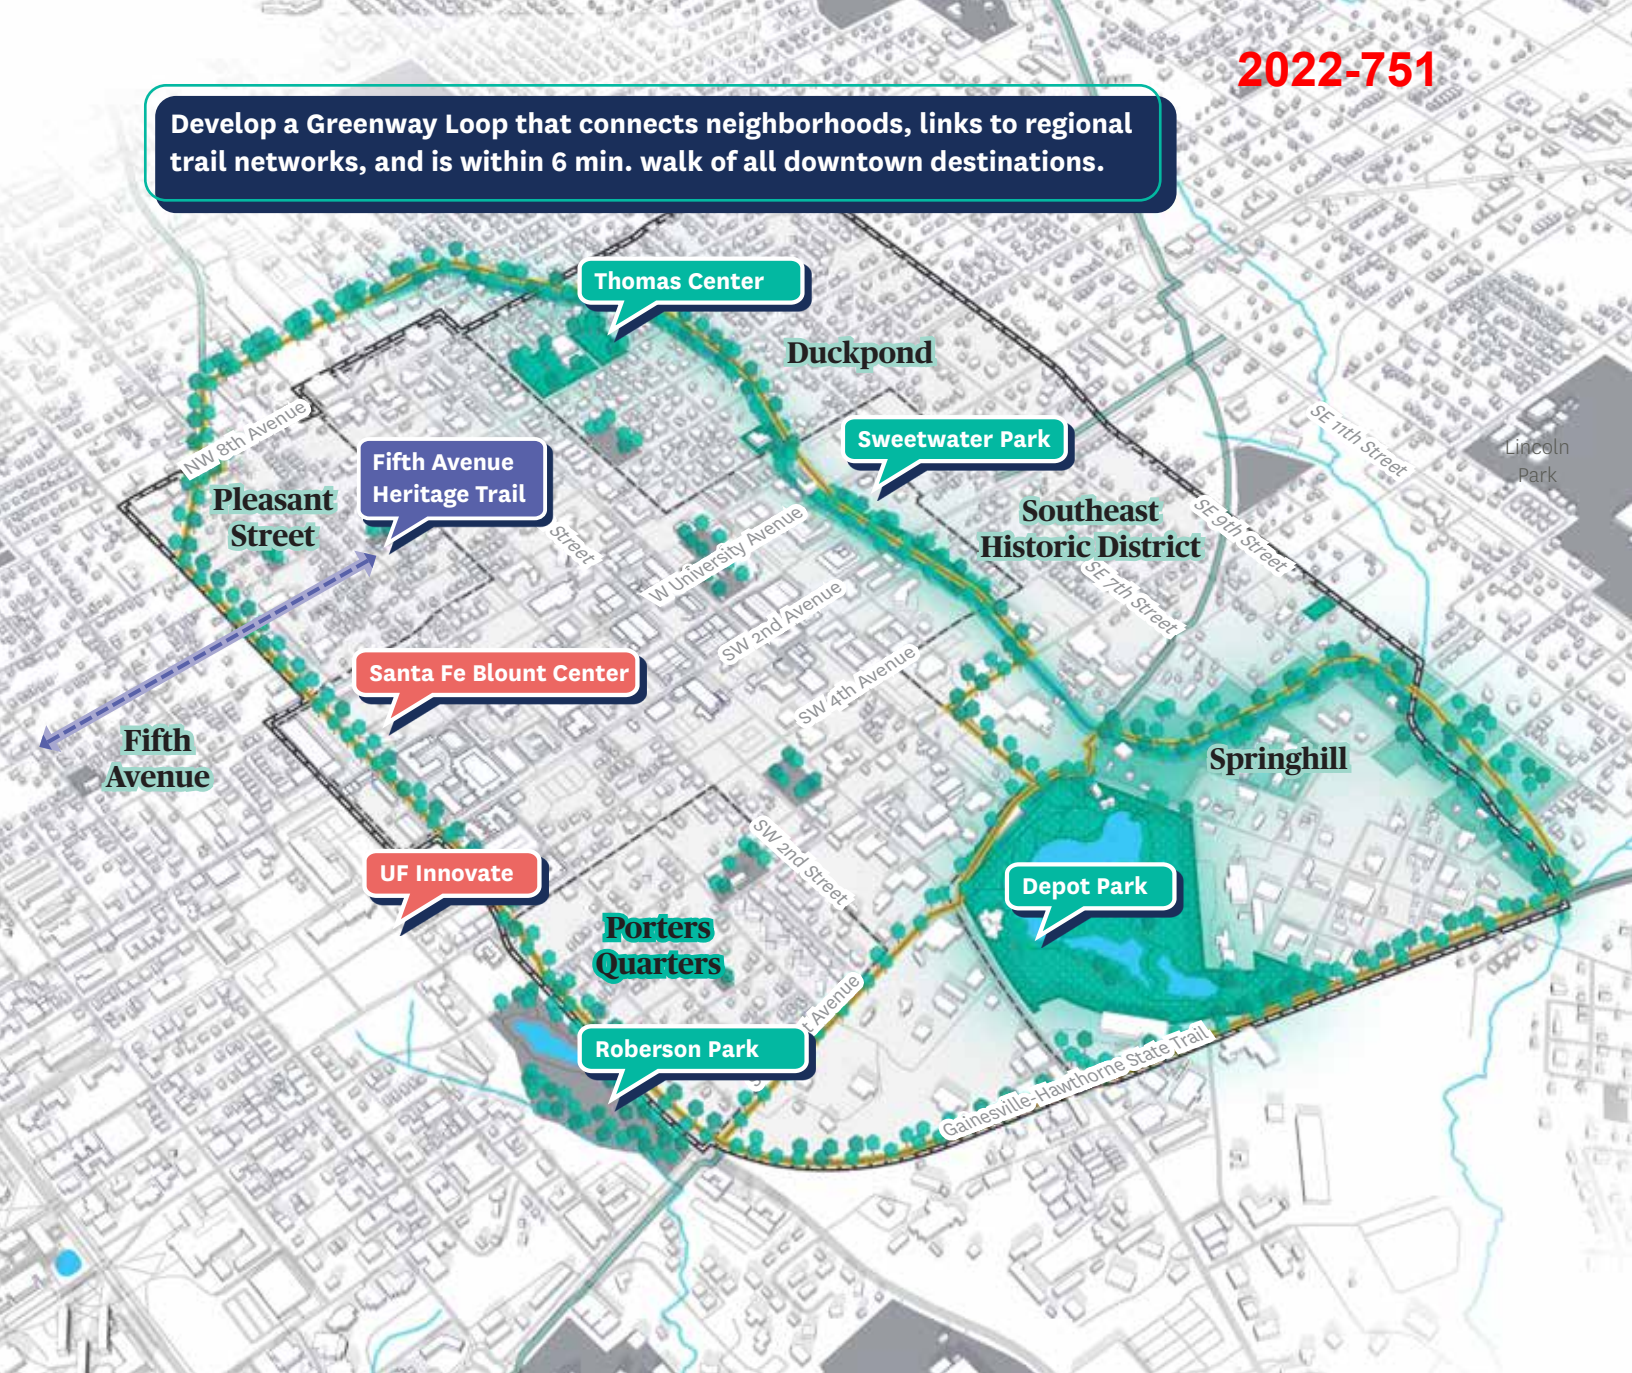 2022-751
Develop a Greenway Loop that connects neighborhoods, links to regional
trail networks, and is within 6 min. walk of all downtown destinations.
Thomas Center
Duckpond
NW 8th Avenue
Sweetwater Park
SE 11th Street
Lincoln
Park
Fifth Avenue
Heritage Trail
Pleasant
Street
Street
W University Avenue
Southeast
Historic District
SE 9th Street
SE 7th Street
SW 2nd Avenue
Santa Fe Blount Center
SW 4th Avenue
Fifth
Avenue
Springhill
SW 2nd Street
UF Innovate
Depot Park
Porters
Quarters
t Avenue
Roberson Park
Gainesville-Hawthorne State Trail